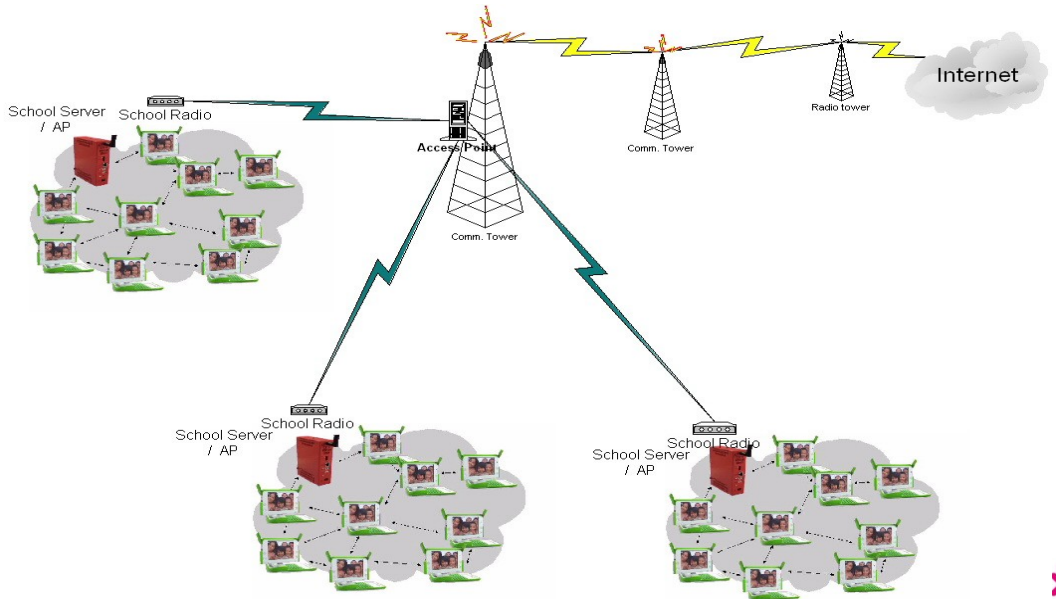 Internet
Radio tower
Comm. Tower
School Server
/ AP
School Radio
Access Point
Comm. Tower
School Radio
School Server
/ AP
School Radio
School Server
/ AP